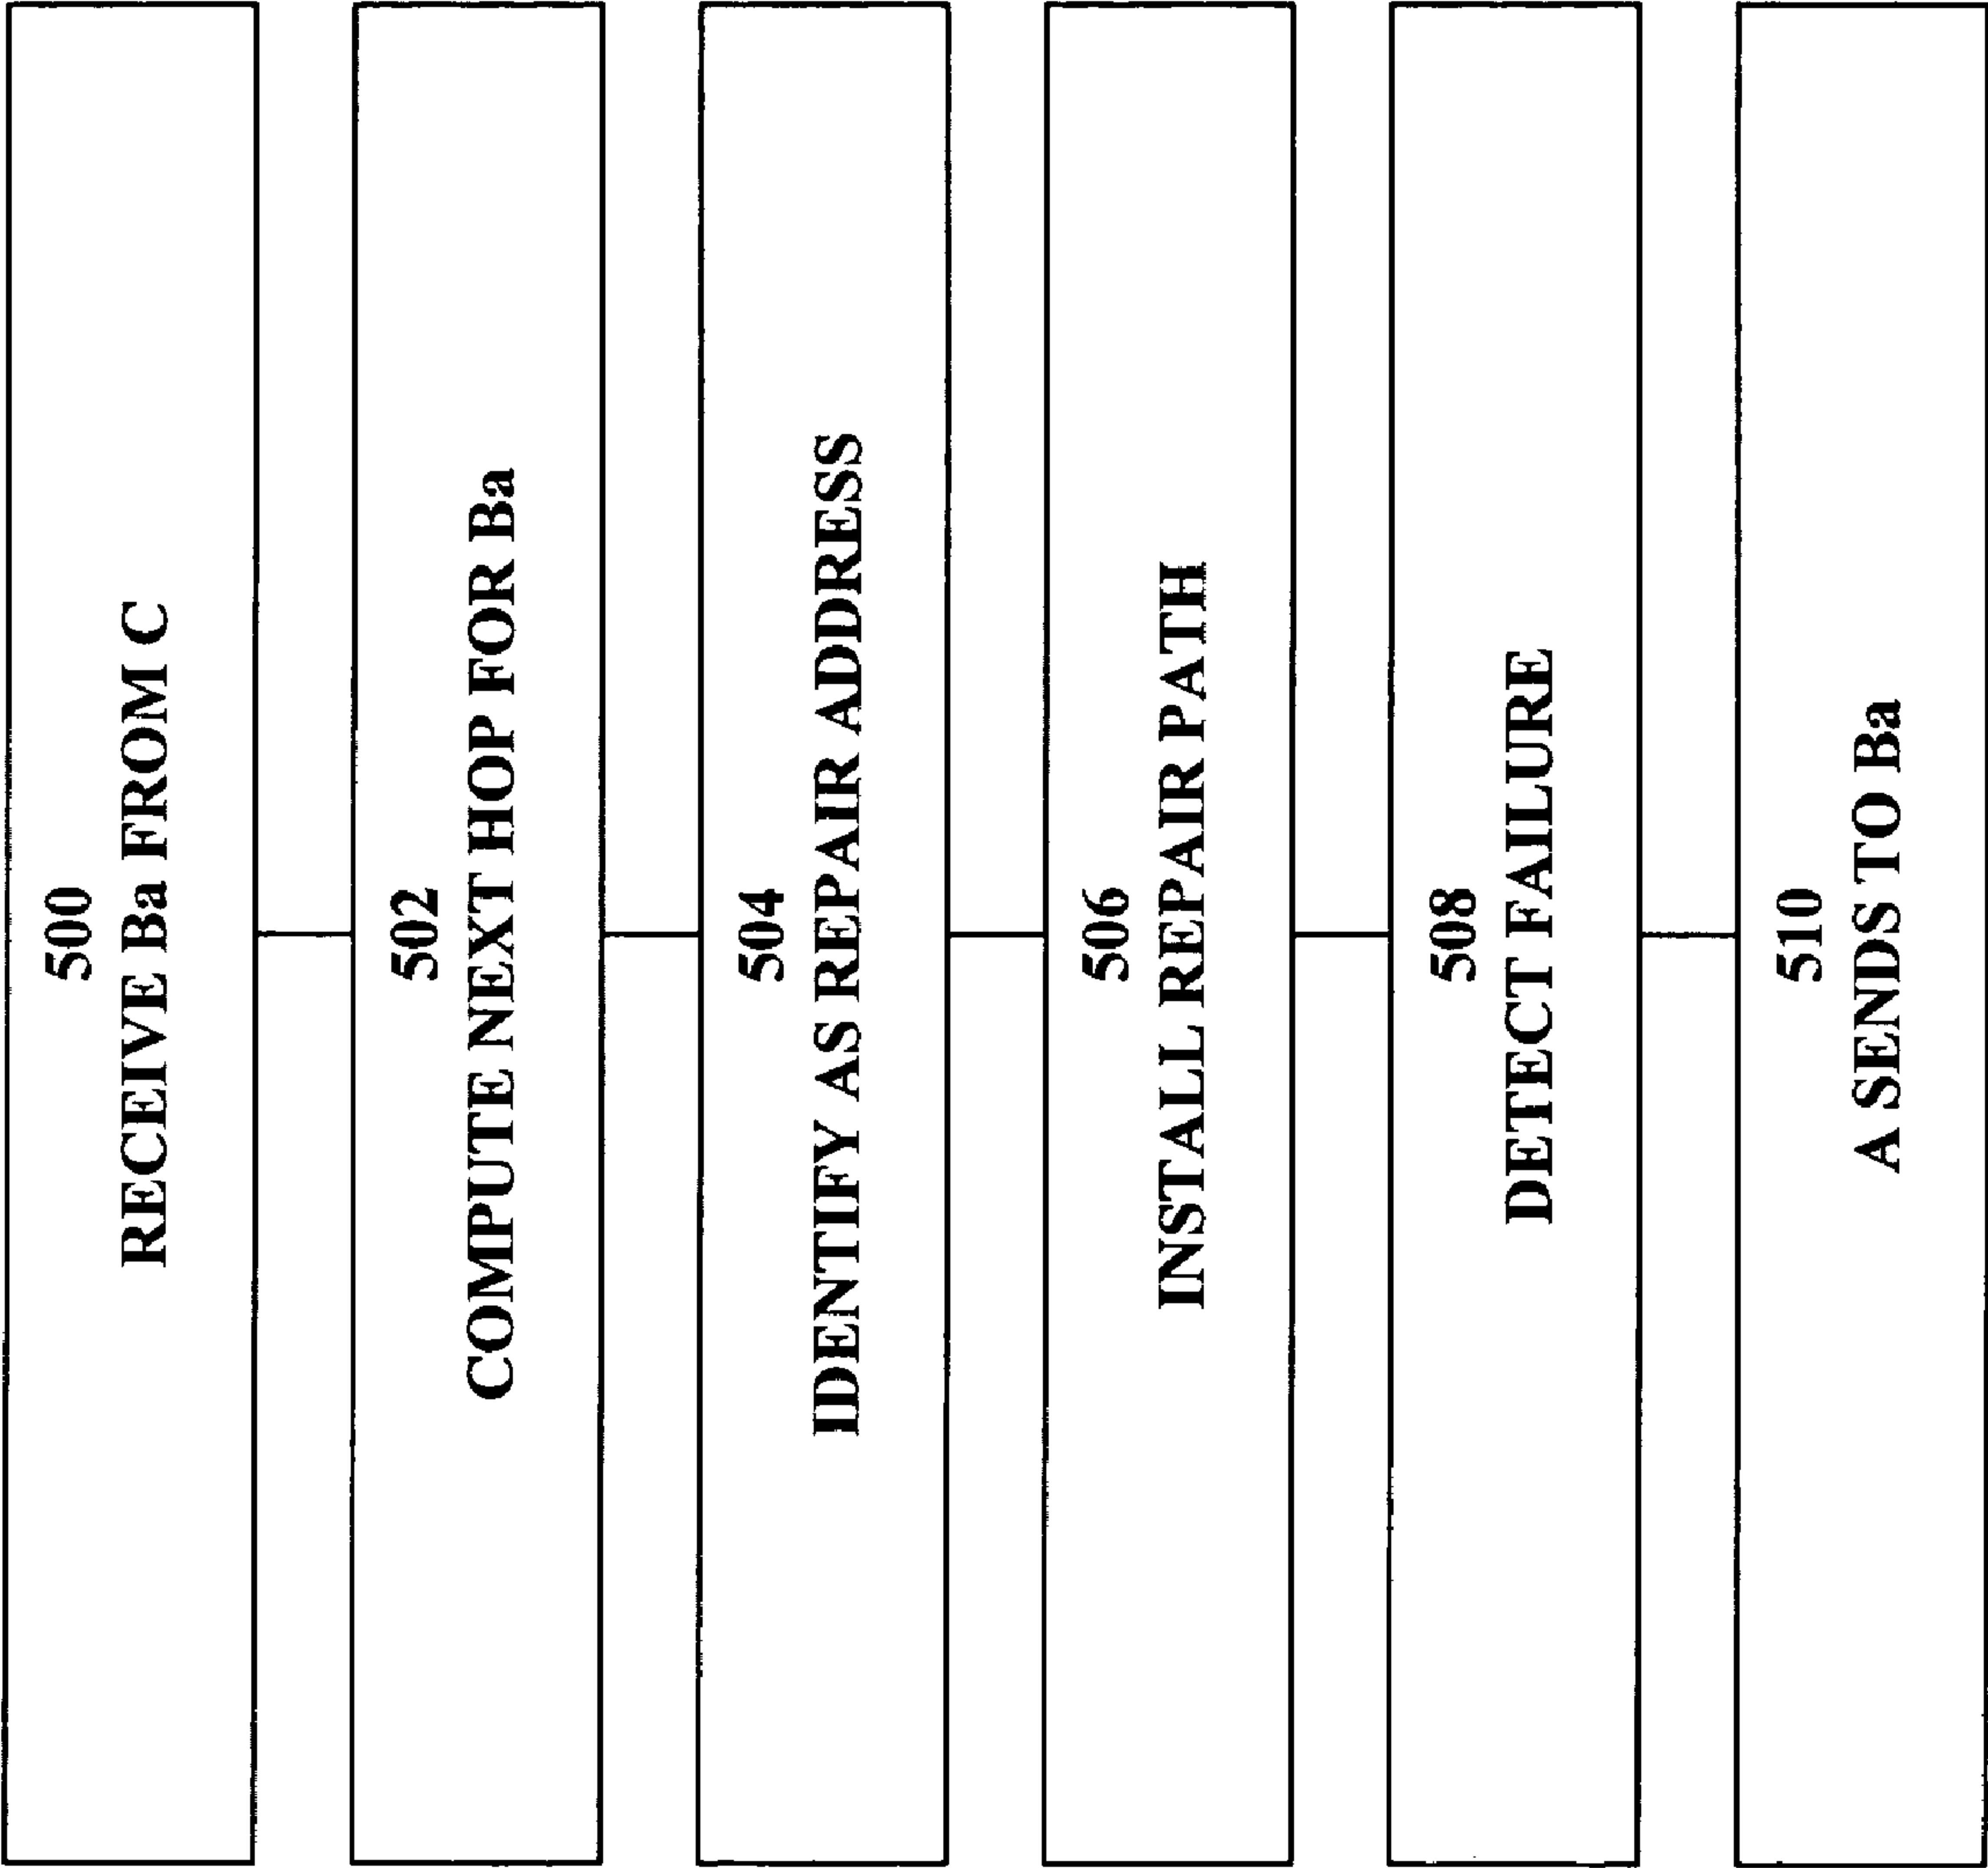 500
RECEIVE Ba FROM C
502
COMPUTE NEXT HOP FOR Ba
504
IDENTIFY AS REPAIR ADDRESS
506
INSTALL REPAIR PATH
508
DETECT FAILURE
510
A SENDS TO Ba